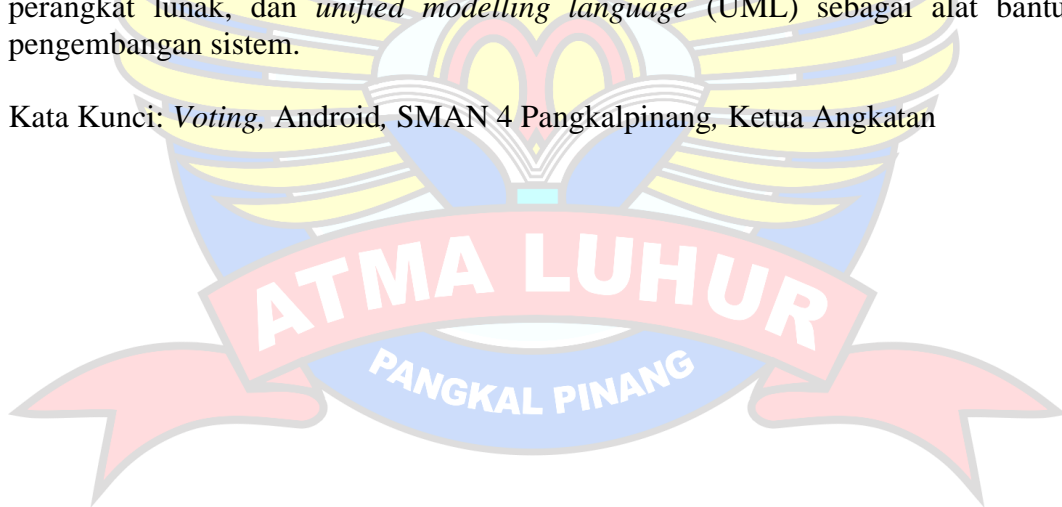 perangkat lunak, dan unified modelling language (UML) sebagai alat bantu
pengembangan sistem.
Kata Kunci: Voting, Android, SMAN 4 Pangkalpinang, Ketua Angkatan
ATMA LUHUR
PANGKAL PINANG